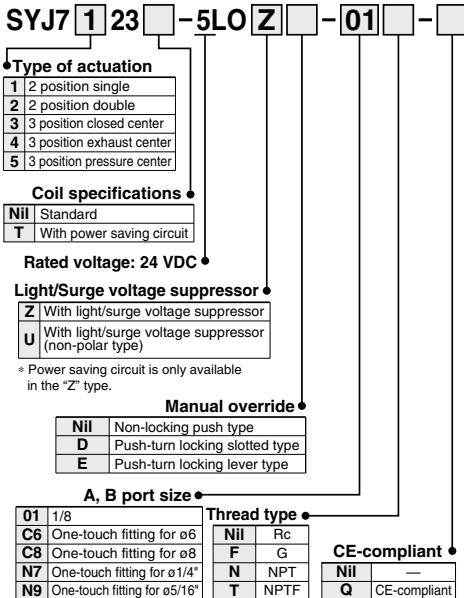 SYJ7 1 23 – 5LO Z – 01 –
Type of actuation
1 2 position single
2 2 position double
3 3 position closed center
4 3 position exhaust center
5 3 position pressure center
Coil specifications
Nil Standard
T With power saving circuit
Rated voltage: 24 VDC
Light/Surge voltage suppressor
Z With light/surge voltage suppressor
U With light/surge voltage suppressor
(non-polar type)
* Power saving circuit is only available
in the “Z” type.
Manual override
Nil Non-locking push type
D Push-turn locking slotted type
E Push-turn locking lever type
A, B port size
01 1/8
C6 One-touch fitting for ø6
C8 One-touch fitting for ø8
N7 One-touch fitting for ø1/4"
N9 One-touch fitting for ø5/16"
Thread type
Nil Rc
F G
N NPT
T NPTF
CE-compliant
Nil —
Q CE-compliant